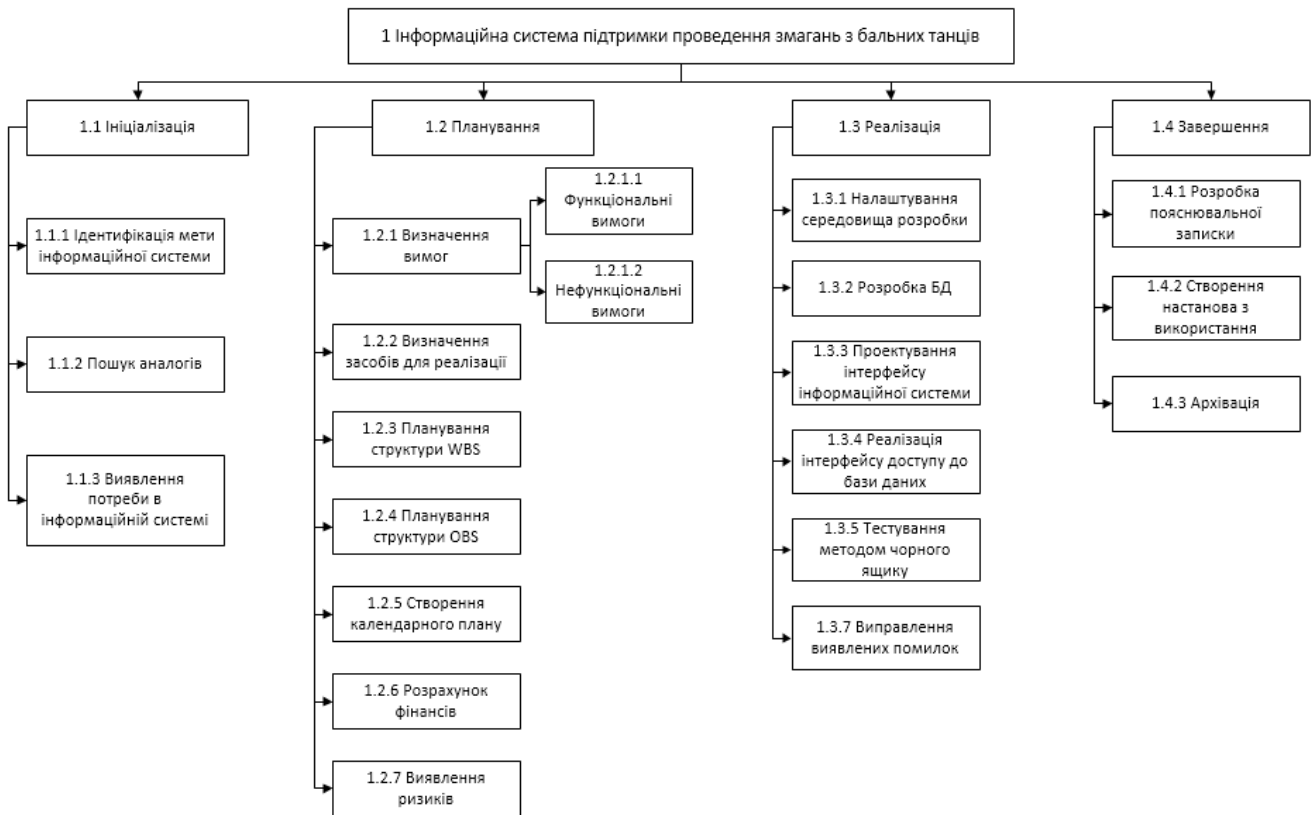 1 Інформаційна система підтримки проведення змагань з бальних танців
1.1 Ініціалізація
1.1.1 Ідентифікація мети
інформаційної системи
1.1.2 Пошук аналогів
1.1.3 Виявлення
потреби в
інформаційній системі
1.2 Планування
1.2.1 Визначення
вимог
1.2.1.1
Функціональні
вимоги
1.2.1.2
Нефункціональні
вимоги
1.2.2 Визначення
засобів для реалізації
1.2.3 Планування
структури WBS
1.2.4 Планування
структури OBS
1.2.5 Створення
календарного плану
1.2.6 Розрахунок
фінансів
1.2.7 Виявлення
ризиків
1.3 Реалізація
1.3.1 Налаштування
середовища розробки
1.3.2 Розробка БД
1.3.3 Проектування
інтерфейсу
інформаційної системи
1.3.4 Реалізація
інтерфейсу доступу до
бази даних
1.3.5 Тестування
методом чорного
ящику
1.3.7 Виправлення
виявлених помилок
1.4 Завершення
1.4.1 Розробка
пояснювальної
записки
1.4.2 Створення
настанова з
використання
1.4.3 Архівація